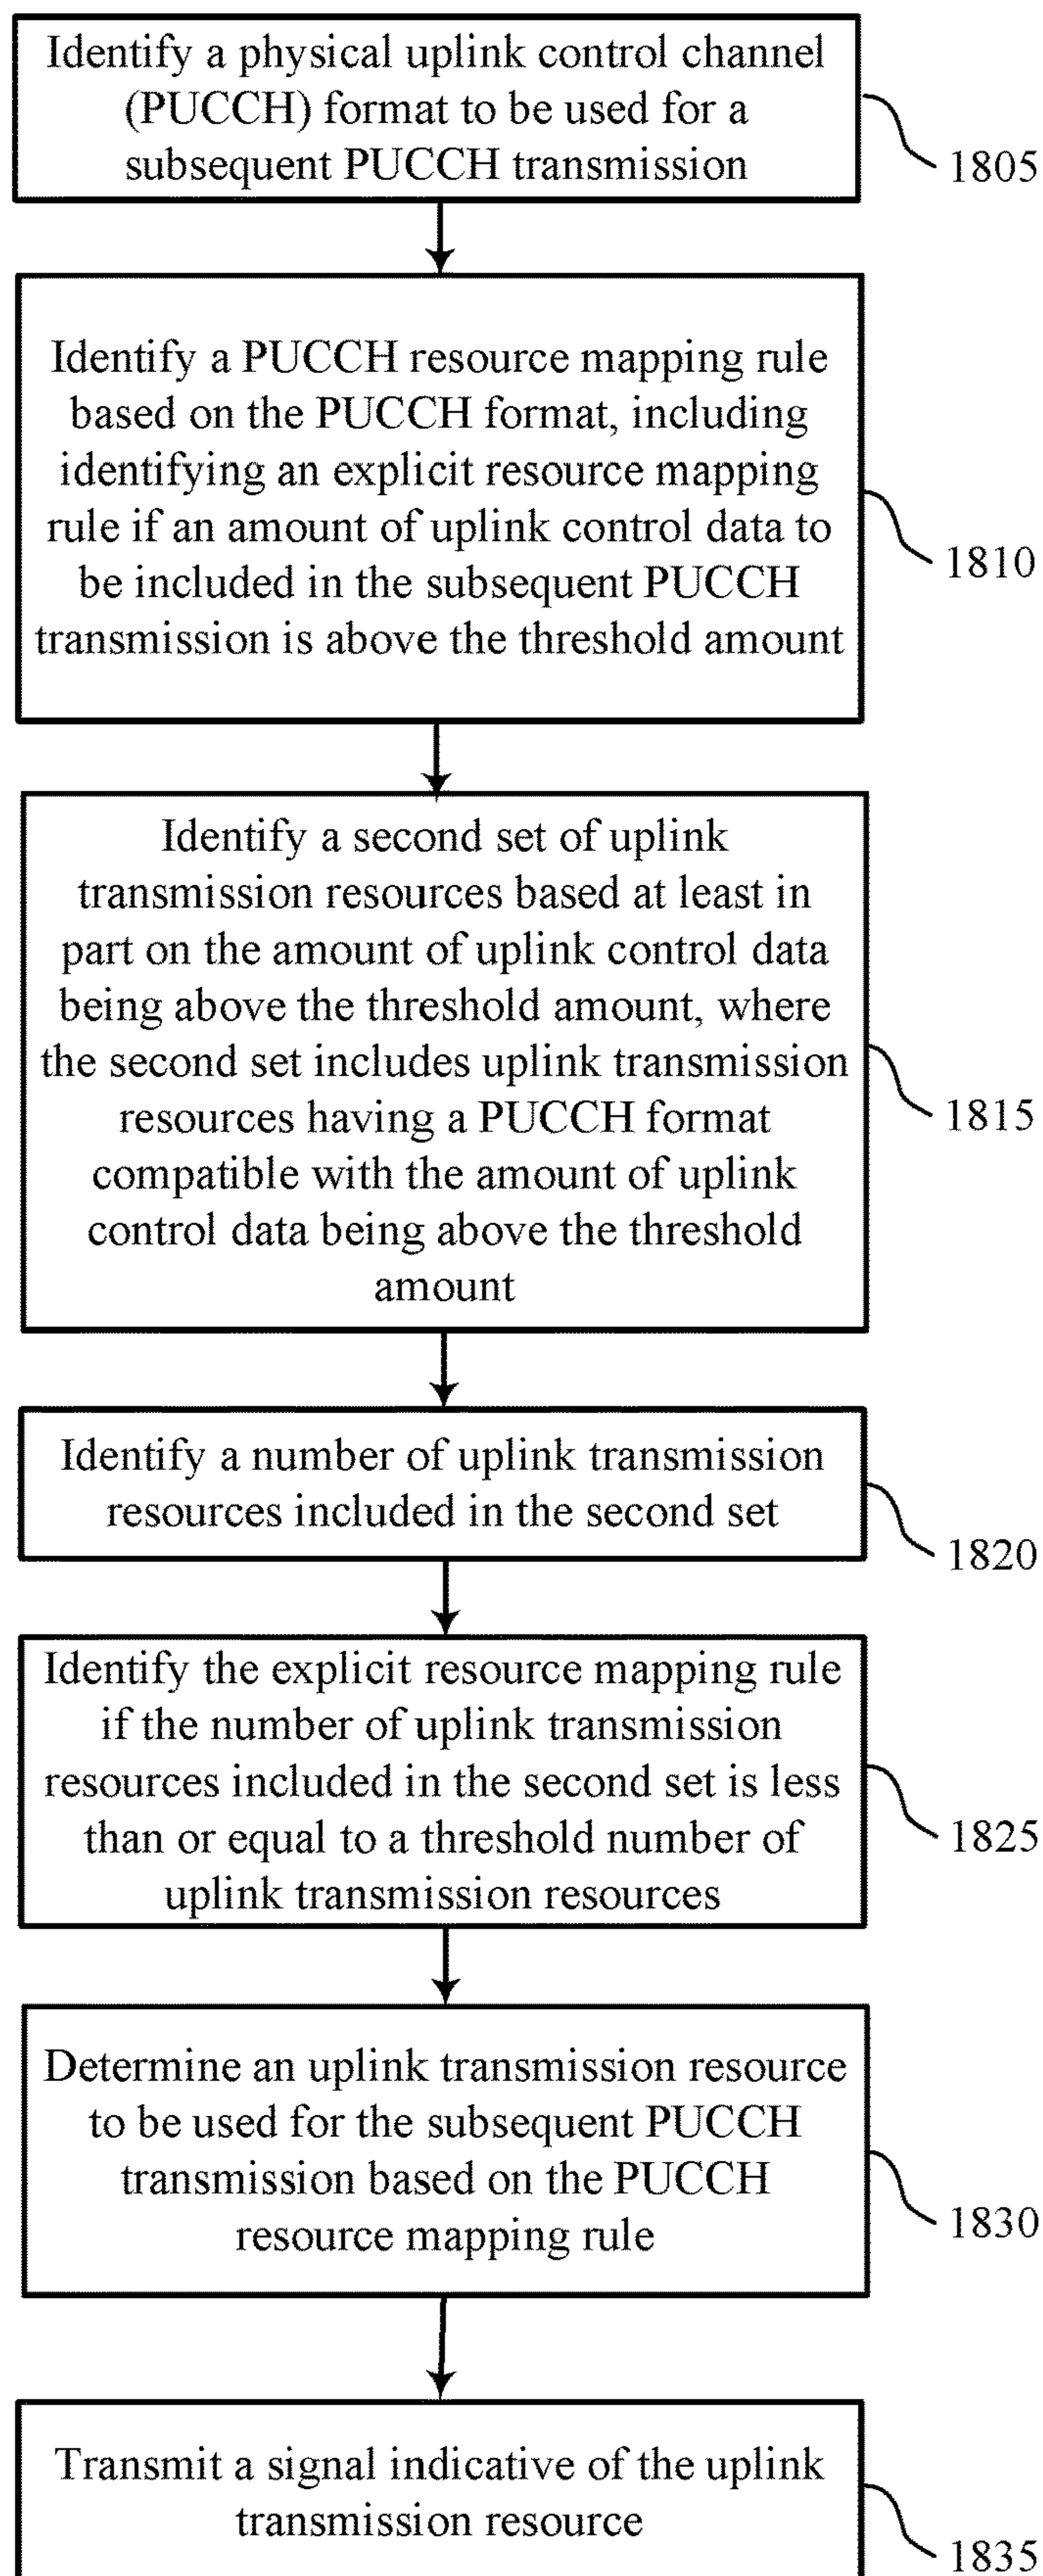 Identify a physical uplink control channel
(PUCCH) format to be used for a
subsequent PUCCH transmission
1805
Identify a PUCCH resource mapping rule
based on the PUCCH format, including
identifying an explicit resource mapping
rule if an amount of uplink control data to
be included in the subsequent PUCCH
transmission is above the threshold amount
1810
Identify a second set of uplink
transmission resources based at least in
part on the amount of uplink control data
being above the threshold amount, where
the second set includes uplink transmission
resources having a PUCCH format
compatible with the amount of uplink
control data being above the threshold
amount
1815
Identify a number of uplink transmission
resources included in the second set
1820
Identify the explicit resource mapping rule
if the number of uplink transmission
resources included in the second set is less
than or equal to a threshold number of
uplink transmission resources
1825
Determine an uplink transmission resource
to be used for the subsequent PUCCH
transmission based on the PUCCH
resource mapping rule
1830
Transmit a signal indicative of the uplink
transmission resource
1835